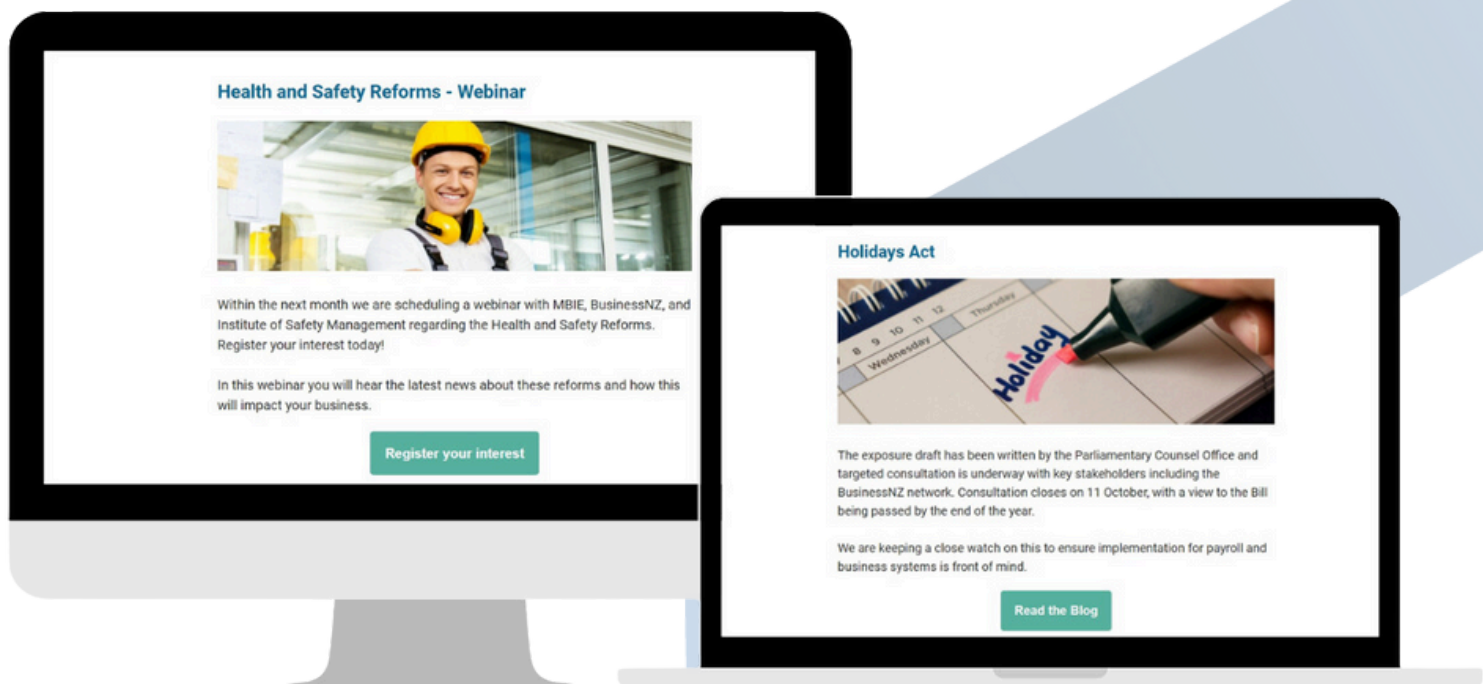 Health and Safety Reforms - Webinar
Within the next month we are scheduling a webinar with MBIE, BusinessNZ, and
Institute of Safety Management regarding the Health and Safety Reforms.
Register your interest today!
In this webinar you will hear the latest news about these reforms and how this
will impact your business.
Register your interest
Holidays Act
8 9 10 11 12
Wednesday
Thursday
Holiday
The exposure draft has been written by the Parliamentary Counsel Office and
targeted consultation is underway with key stakeholders including the
BusinessNZ network. Consultation closes on 11 October, with a view to the Bill
being passed by the end of the year.
We are keeping a close watch on this to ensure implementation for payroll and
business systems is front of mind.
Read the Blog